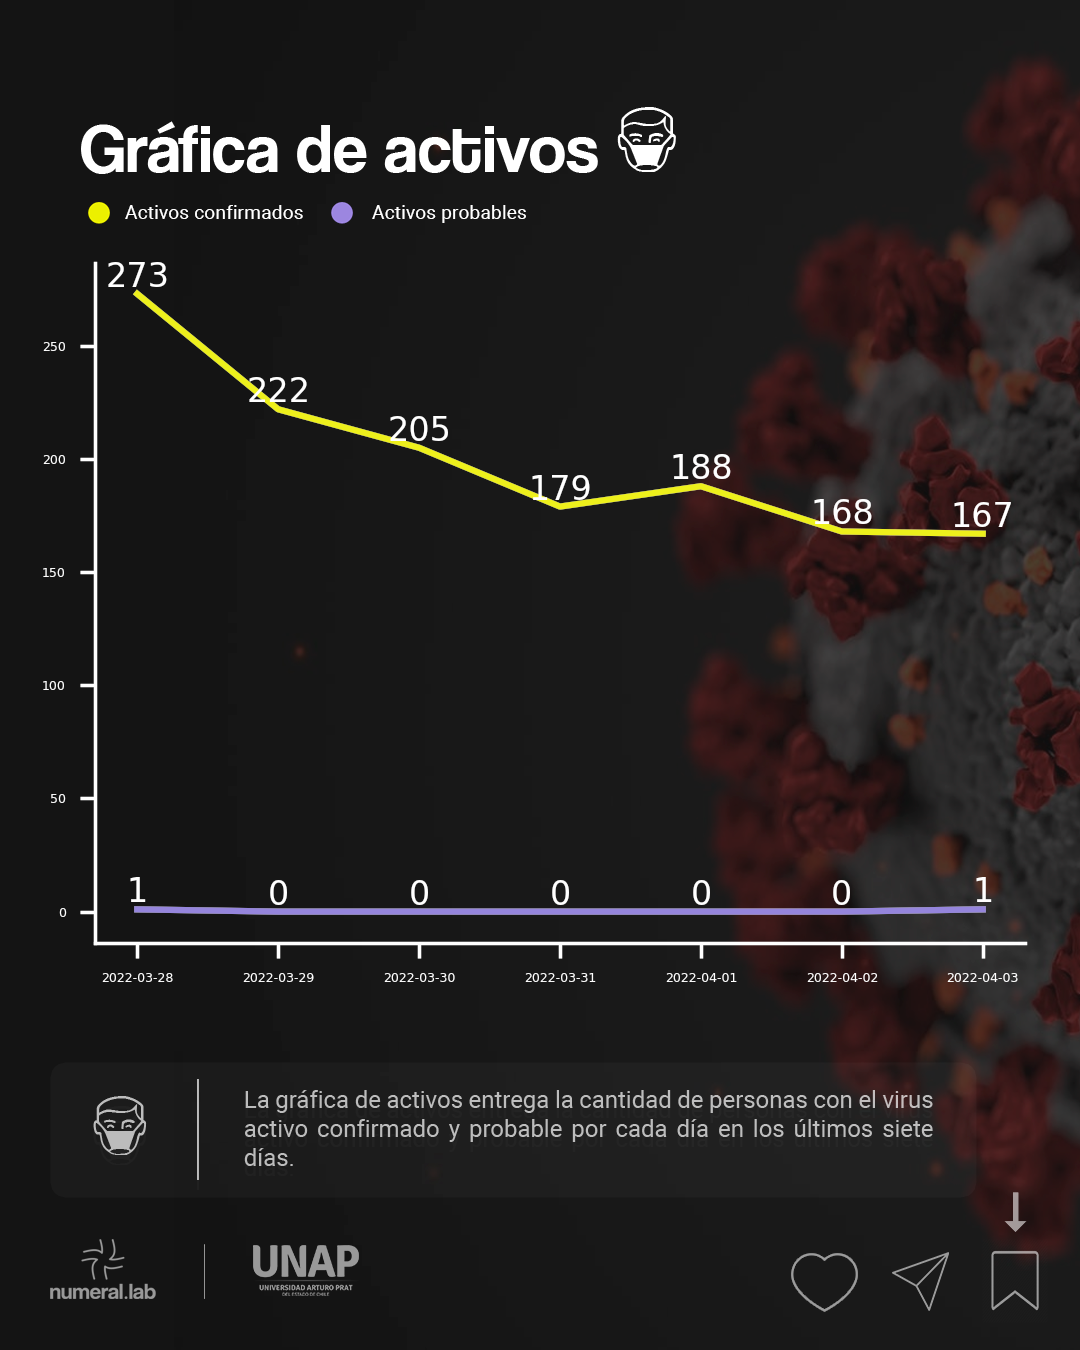 Gráfica de activos
Activos confirmados Activos probables
273
222
205
179
188
168
167
250
200
150
100
50
0
1 0 0 0 0 0 1
2022-03-28 2022-03-29 2022-03-30 2022-03-31 2022-04-01 2022-04-02 2022-04-03
La gráfica de activos entrega la cantidad de personas con el virus
activo confirmado y probable por cada día en los últimos siete
días.
numeral.lab
UNAP
UNIVERSIDAD ARTURO PRAT
DEL ESTADO DE CHILE